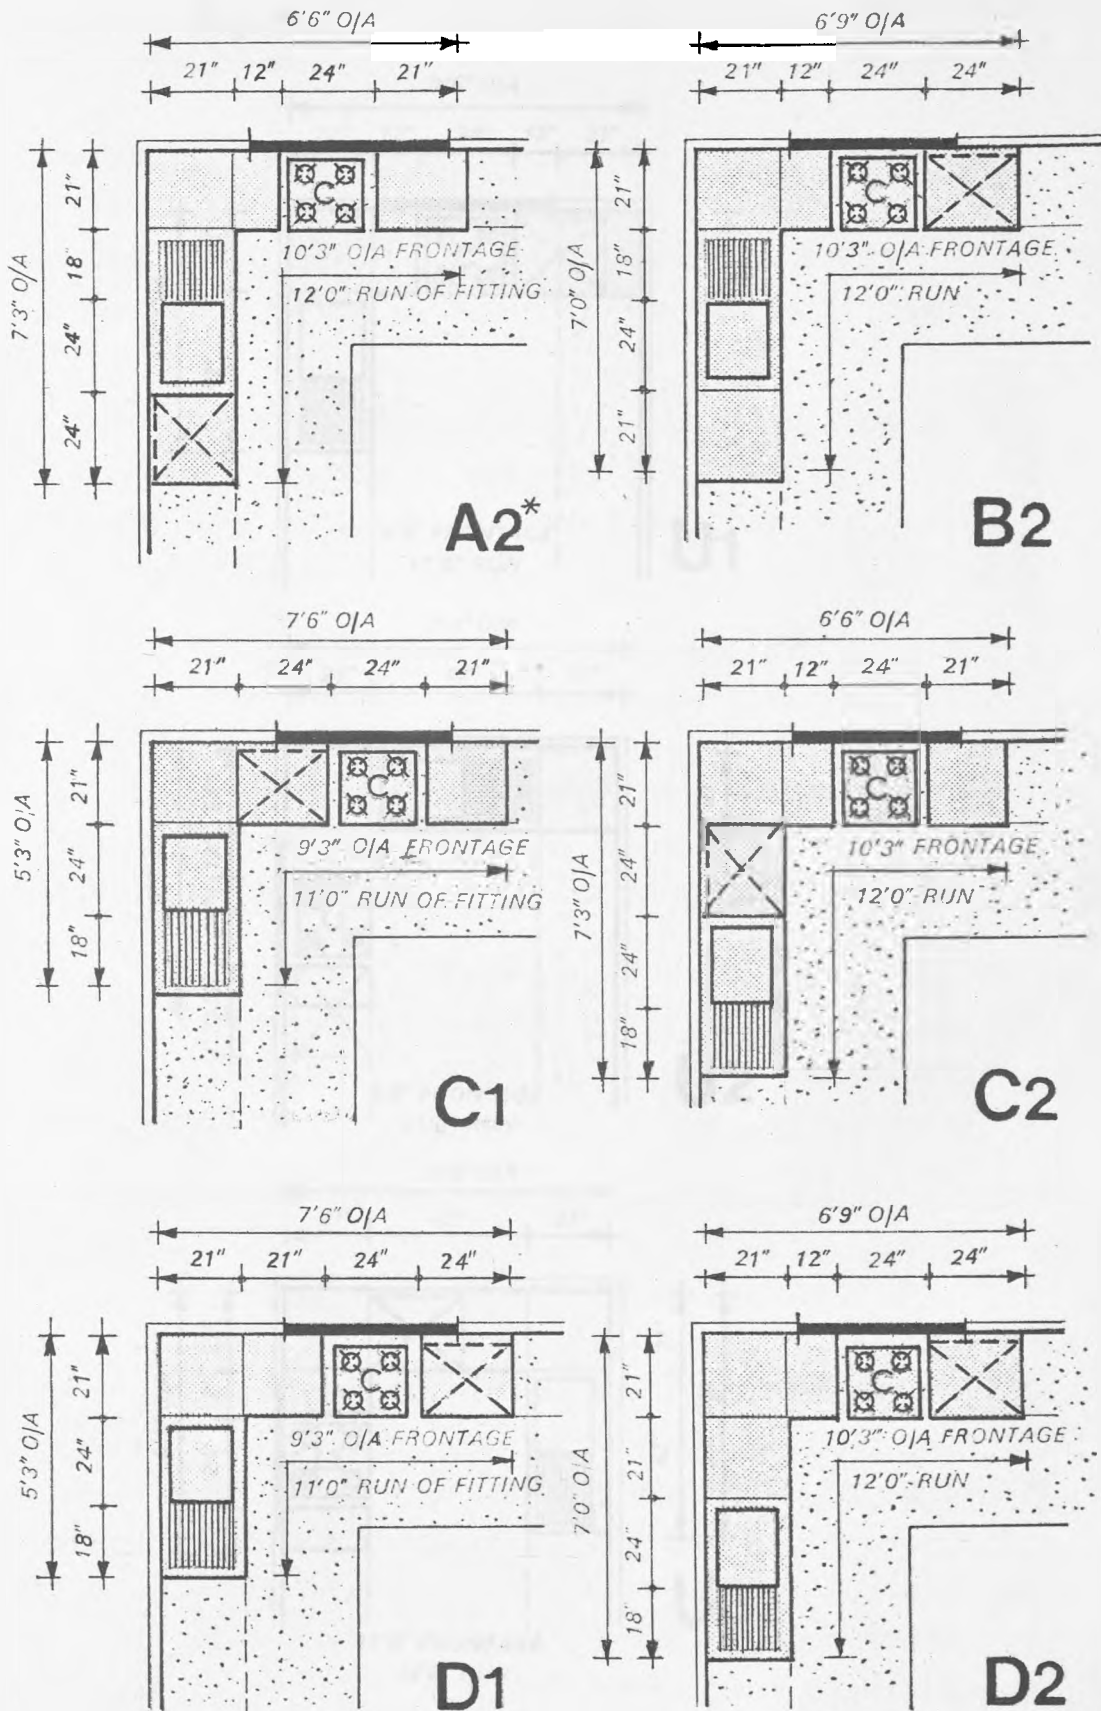 6'6" O/A
21" 12" 24" 21"
7'3" O/A
21"
18"
24"
24"
C
10'3" O/A FRONTAGE
12'0" RUN OF FITTING
A2*
6'9" O/A
21" 12" 24" 24"
7'0" O/A
21"
18"
24"
21"
C
10'3" O/A FRONTAGE
12'0" RUN
B2
7'6" O/A
21" 24" 24" 21"
5'3" O/A
21"
24"
18"
C
9'3" O/A FRONTAGE
11'0" RUN OF FITTING
C1
6'6" O/A
21" 12" 24" 21"
7'3" O/A
21"
24"
24"
18"
C
10'3" FRONTAGE
12'0" RUN
C2
7'6" O/A
21" 21" 24" 24"
5'3" O/A
21"
24"
18"
C
9'3" O/A FRONTAGE
11'0" RUN OF FITTING
D1
6'9" O/A
21" 12" 24" 24"
7'0" O/A
21"
21"
24"
18"
C
10'3" O/A FRONTAGE
12'0" RUN
D2